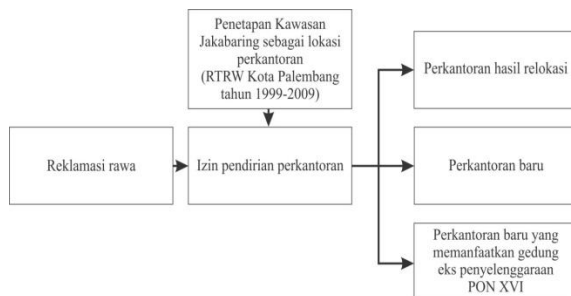 Penetapan Kawasan
Jakabaring sebagai lokasi
perkantoran
(RTRW Kota Palembang
tahun 1999-2009)
Reklamasi rawa
Izin pendirian perkantoran
Perkantoran hasil relokasi
Perkantoran baru
Perkantoran baru yang
memanfaatkan gedung
eks penyelenggaraan
PON XVI